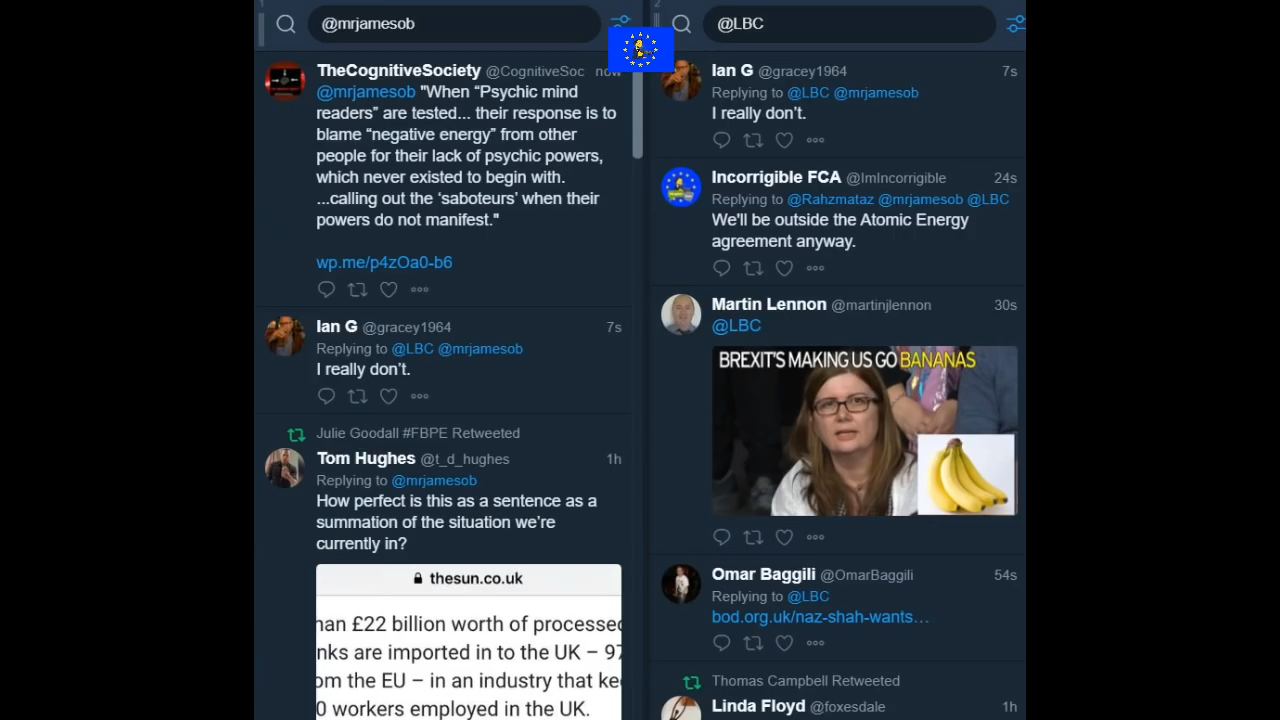 1
@mrjamesob
TheCognitiveSociety @CognitiveSoc now
@mrjamesob "When “Psychic mind
readers” are tested... their response is to
blame “negative energy” from other
people for their lack of psychic powers,
which never existed to begin with.
...calling out the ‘saboteurs’ when their
powers do not manifest."
wp.me/p4zOa0-b6
Ian G @gracey1964 7s
Replying to @LBC @mrjamesob
I really don’t.
Julie Goodall #FBPE Retweeted
Tom Hughes @t_d_hughes 1h
Replying to @mrjamesob
How perfect is this as a sentence as a
summation of the situation we’re
currently in?
thesun.co.uk
han £22 billion worth of processed
nks are imported in to the UK – 97
om the EU – in an industry that kee
0 workers employed in the UK.
2
@LBC
Ian G @gracey1964 7s
Replying to @LBC @mrjamesob
I really don’t.
Incorrigible FCA @ImIncorrigible 24s
Replying to @Rahzmataz @mrjamesob @LBC
We'll be outside the Atomic Energy
agreement anyway.
Martin Lennon @martinjlennon 30s
@LBC
BREXIT'S MAKING US GO BANANAS
Omar Baggili @OmarBaggili 54s
Replying to @LBC
bod.org.uk/naz-shah-wants…
Thomas Campbell Retweeted
Linda Floyd @foxesdale 1h